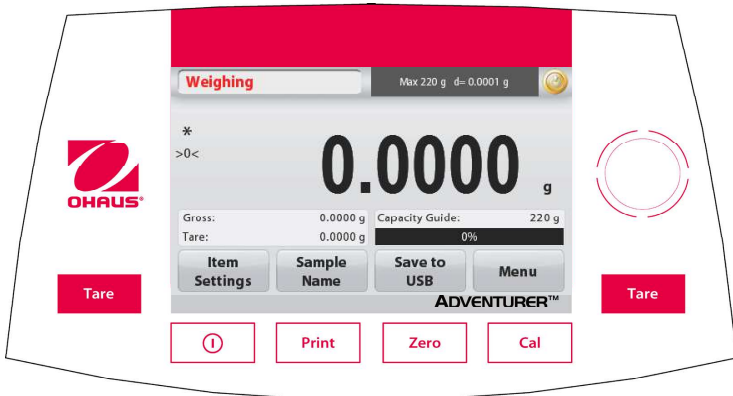 Weighing
Max 220 g d= 0.0001 g
*
>0<
0.0000 g
OHAUS®
Gross: 0.0000 g
Capacity Guide: 220 g
Tare: 0.0000 g
0%
Item Settings
Sample Name
Save to USB
Menu
Tare
ADVENTURER™
Tare
Print
Zero
Cal